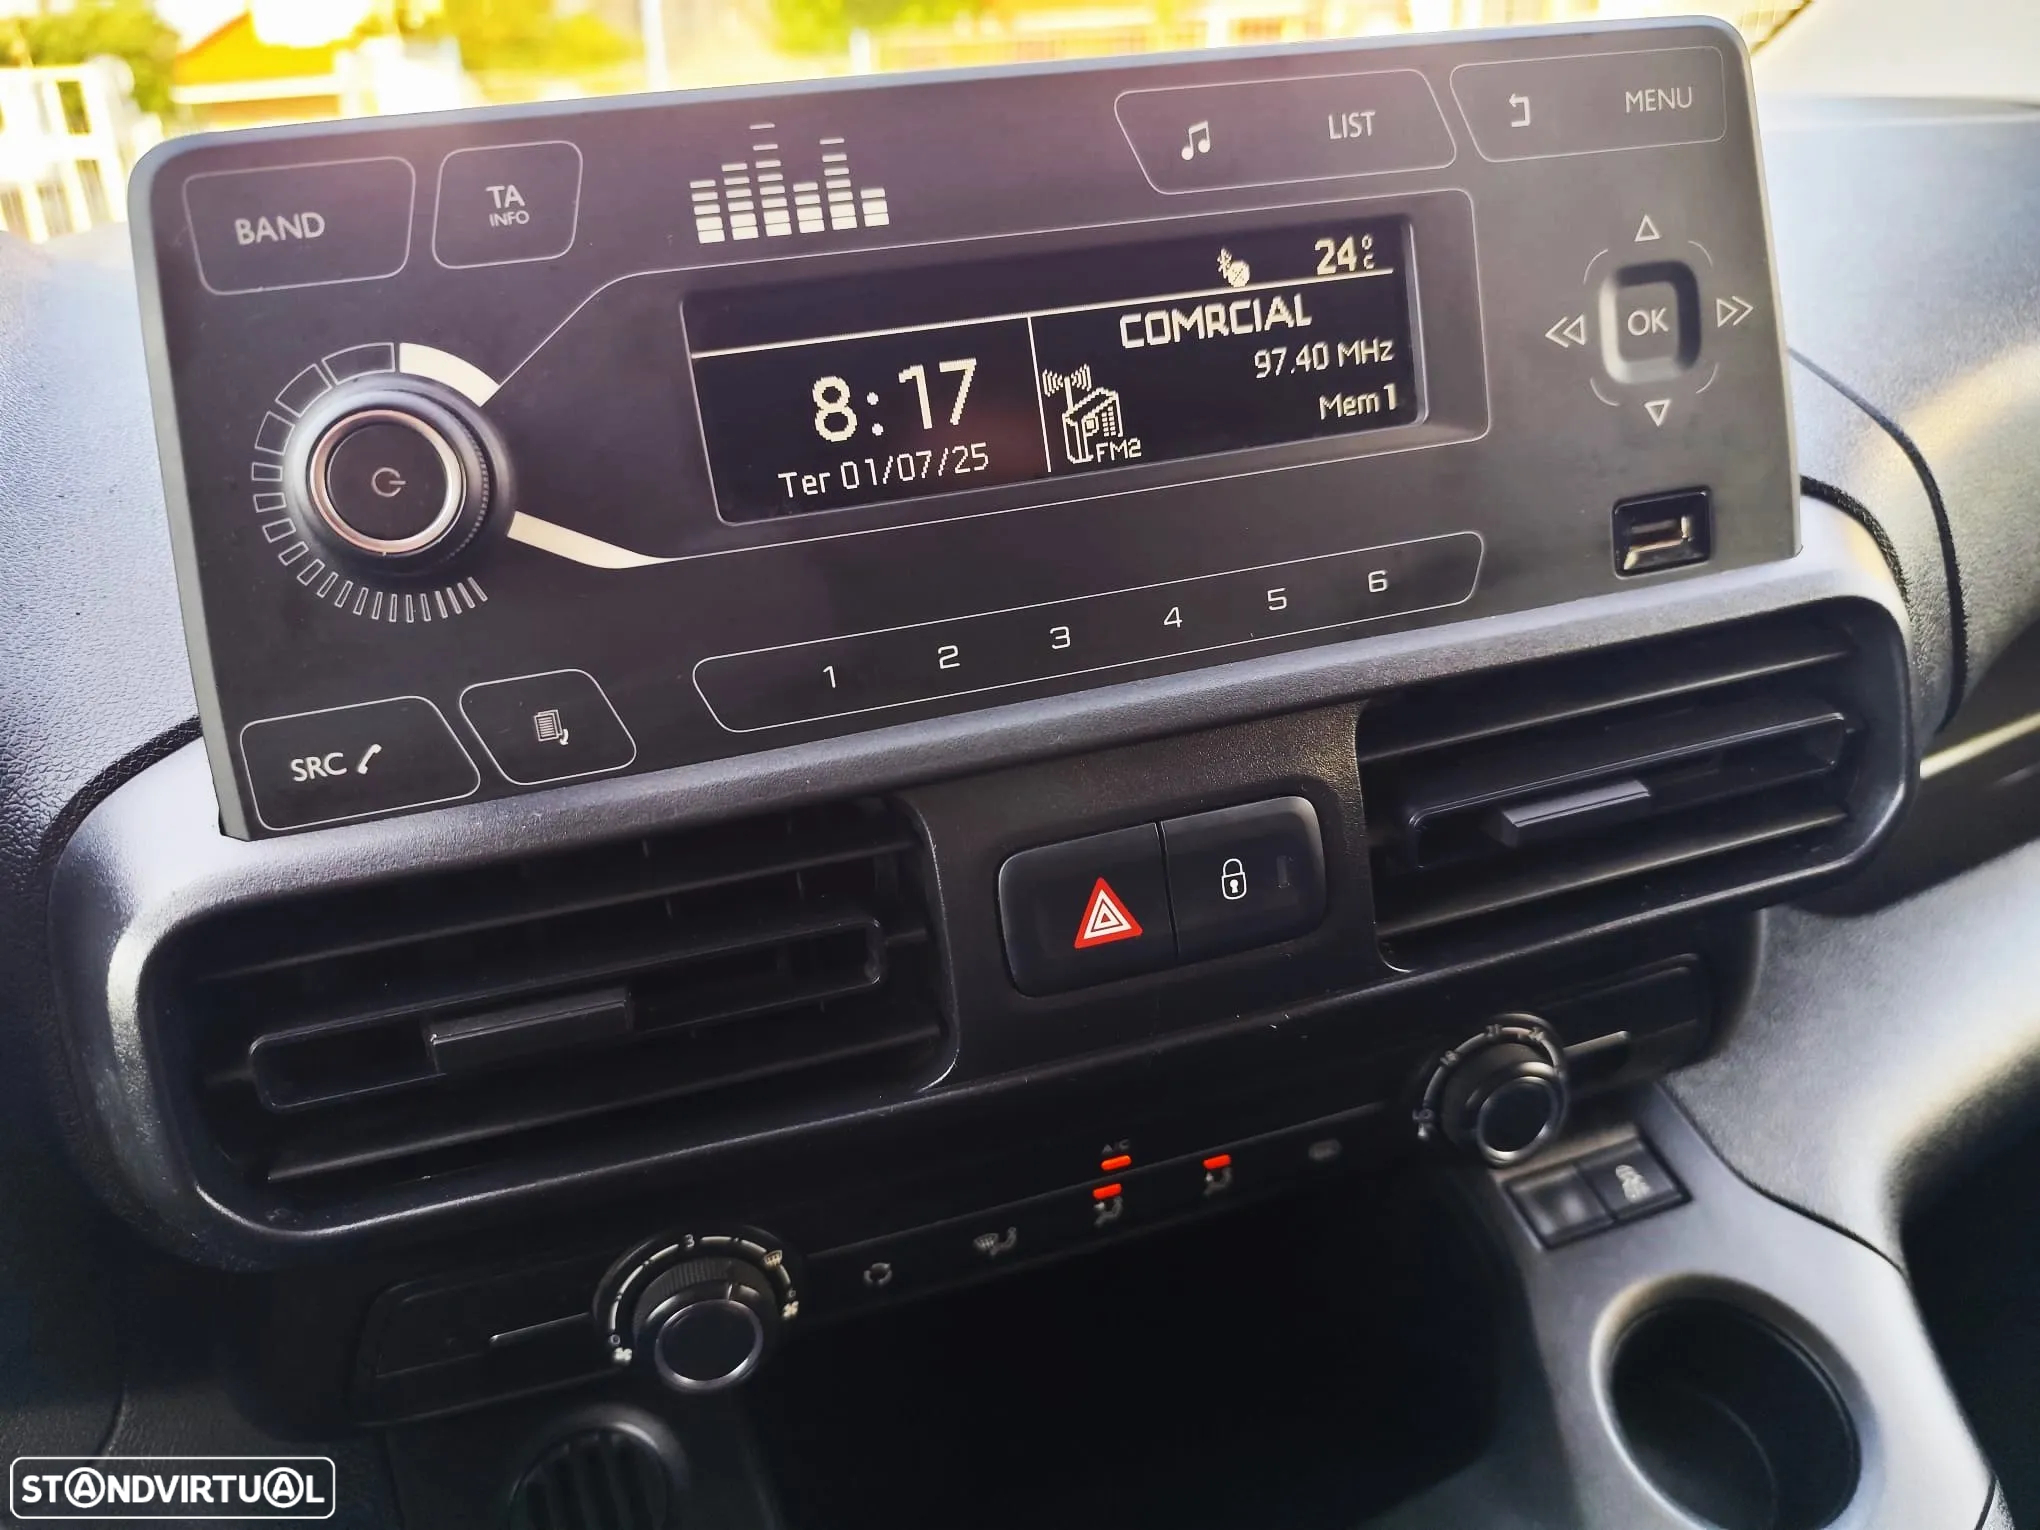 BAND
TA
INFO
LIST
MENU
24°C
COMRCIAL
97.40 MHz
Mem 1
8:17
Ter 01/07/25
FM2
OK
1 2 3 4 5 6
SRC
A/C
3
STANDVIRTUAL